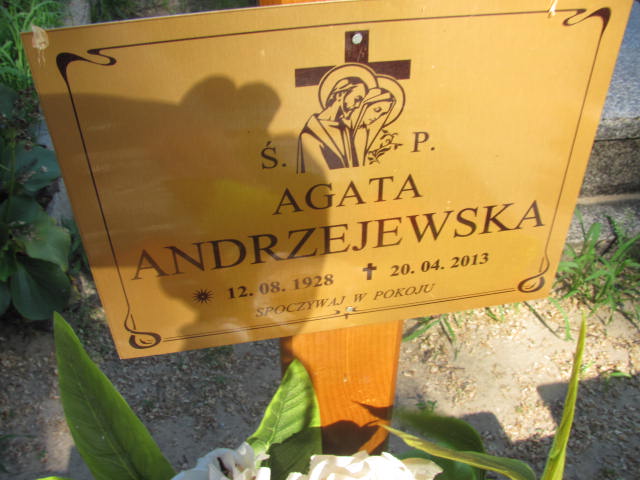 Ś. P.
AGATA
ANDRZEJEWSKA
12. 08. 1928 20. 04. 2013
SPOCZYWAJ W POKOJU